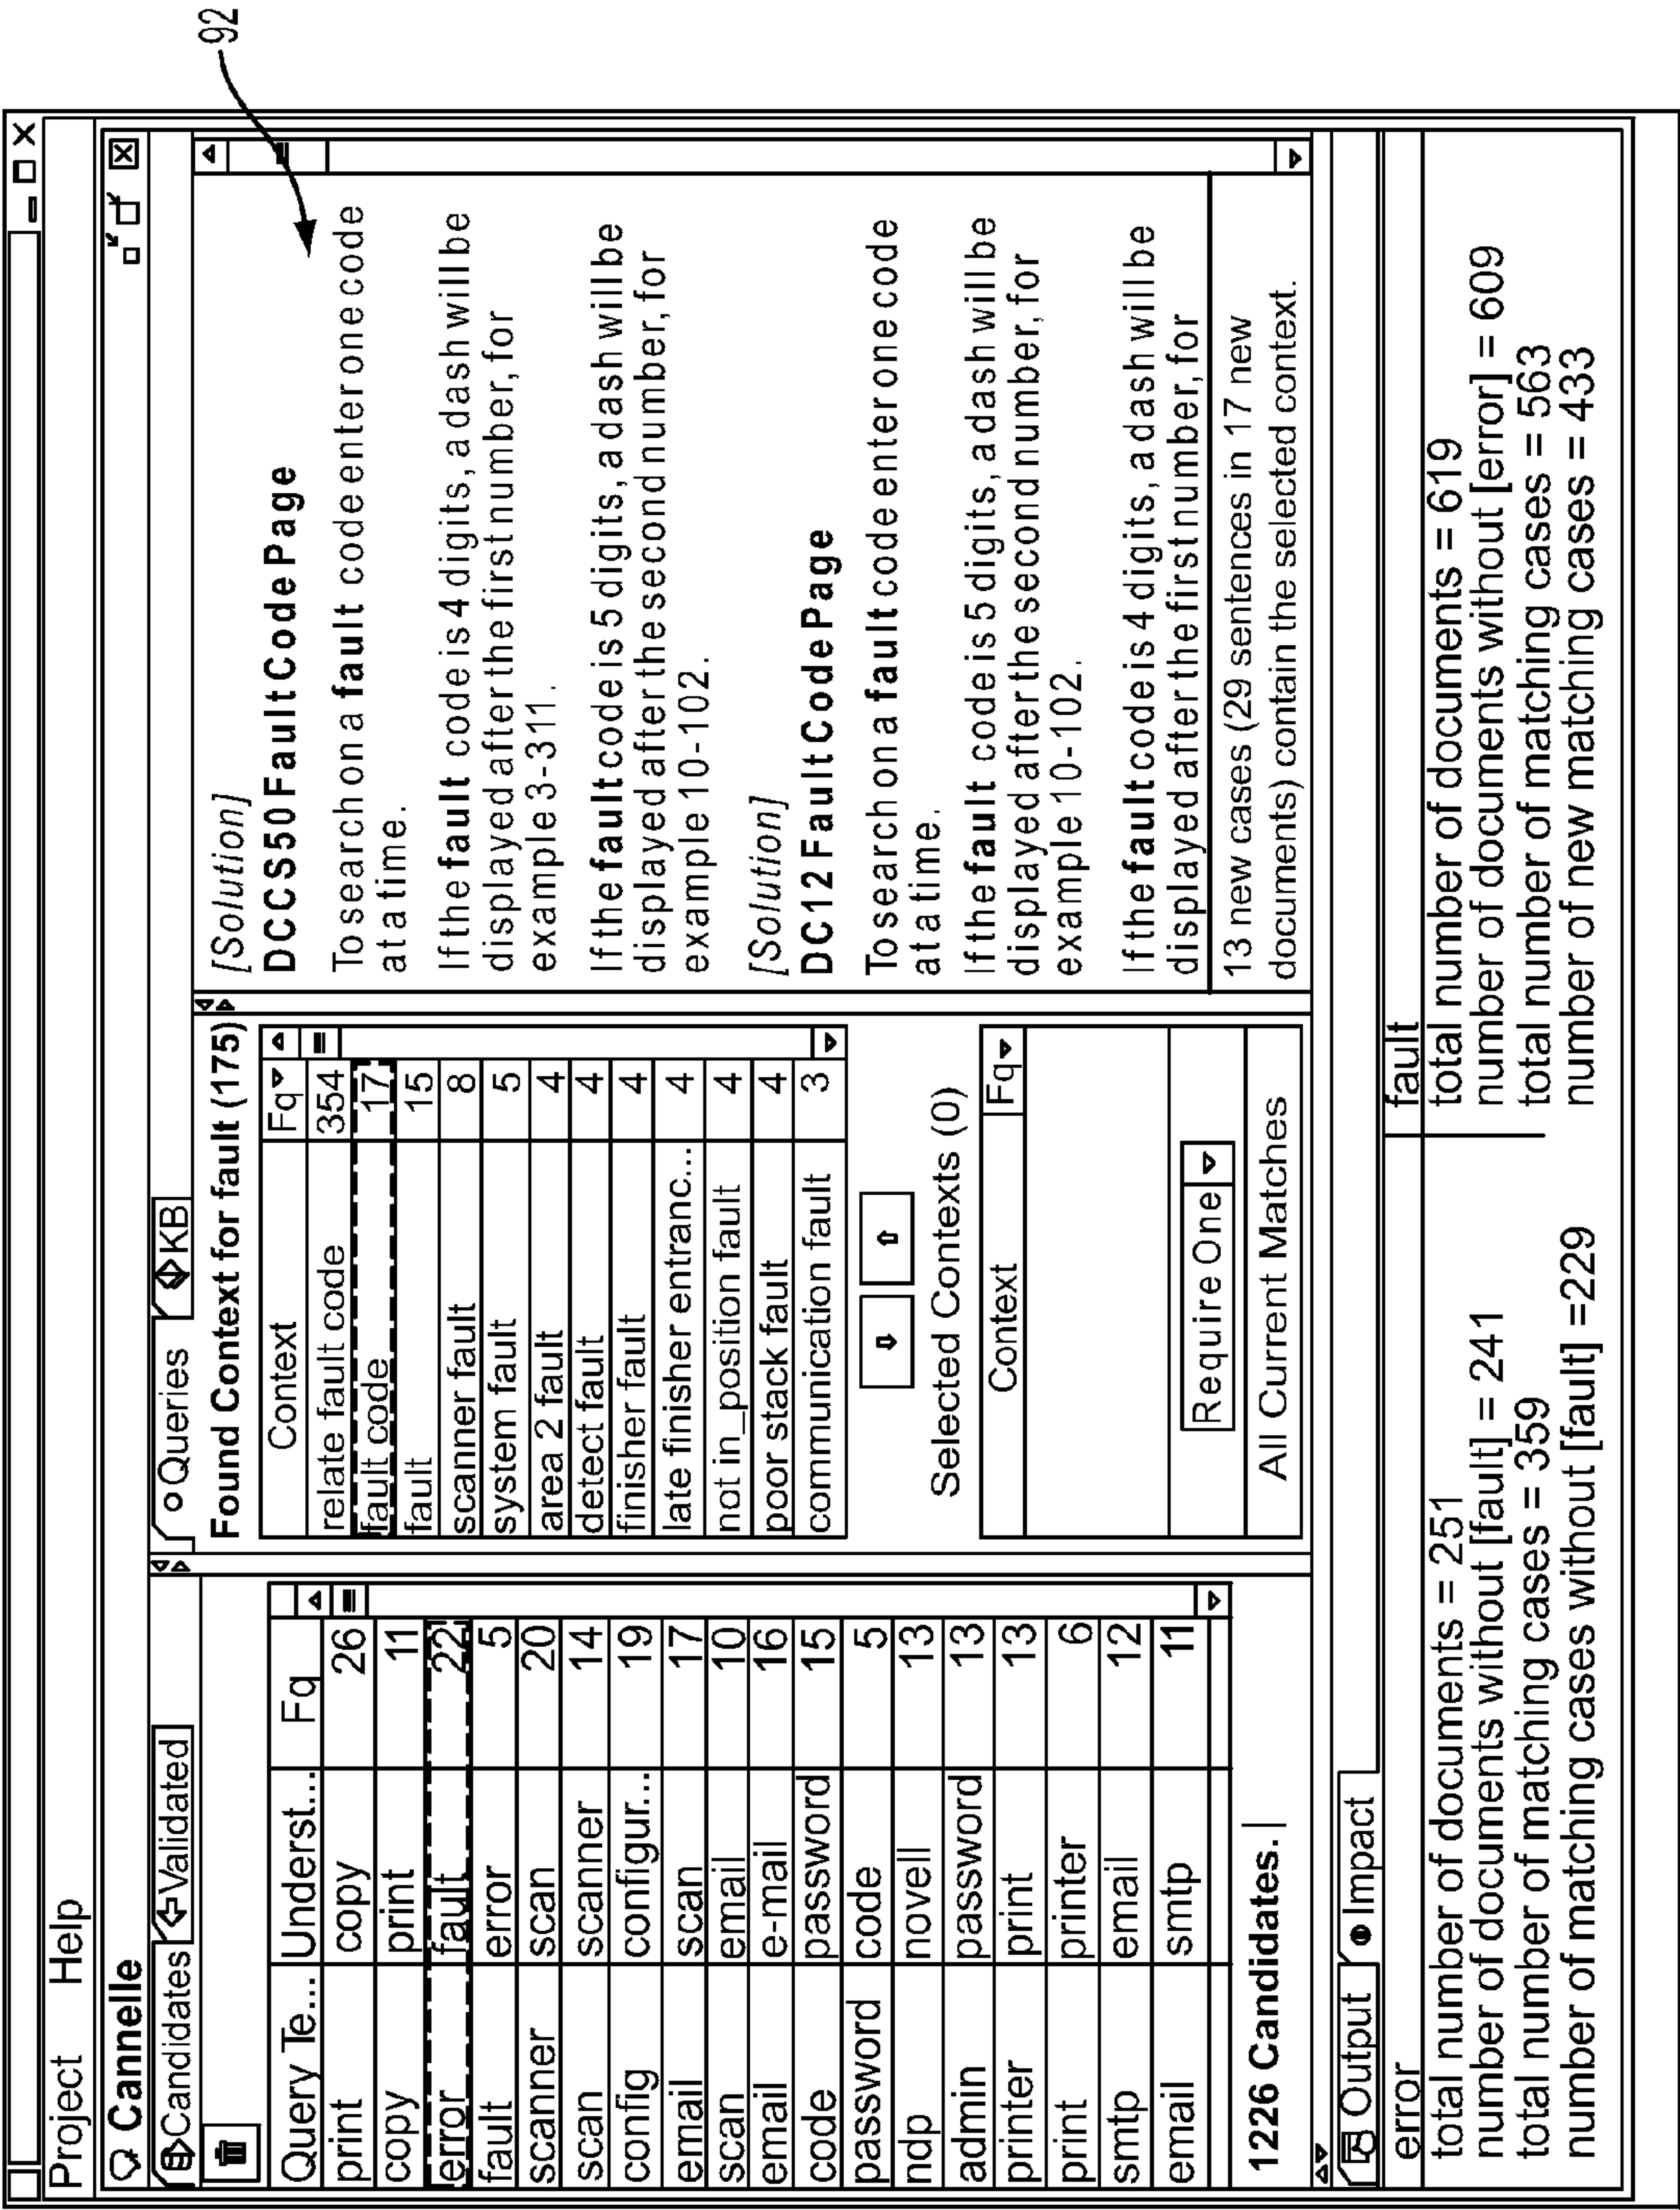 92
Project Help
Cannelle
Candidates Validated
Query Te... Underst... Fq
print copy 26
copy print 11
error fault 22
fault error 5
scanner scan 20
scan scanner 14
config configur... 19
email scan 17
scan email 10
email e-mail 16
code password 15
password code 5
ndp novell 13
admin password 13
printer print 13
print printer 6
smtp email 12
email smtp 11
1226 Candidates.
Queries KB
Found Context for fault (175)
Context Fq
relate fault code 354
fault code 17
fault 15
scanner fault 8
system fault 5
area 2 fault 4
detect fault 4
finisher fault 4
late finisher entranc... 4
not in_position fault 4
poor stack fault 4
communication fault 3
Selected Contexts (0)
Context Fq
Require One
All Current Matches
[Solution]
DCCS50 Fault Code Page
To search on a fault code enter one code
at a time.
If the fault code is 4 digits, a dash will be
displayed after the first number, for
example 3-311.
If the fault code is 5 digits, a dash will be
displayed after the second number, for
example 10-102.
[Solution]
DC12 Fault Code Page
To search on a fault code enter one code
at a time.
If the fault code is 5 digits, a dash will be
displayed after the second number, for
example 10-102.
If the fault code is 4 digits, a dash will be
displayed after the first number, for
13 new cases (29 sentences in 17 new
documents) contain the selected context.
Output Impact
error
total number of documents = 251
number of documents without [fault] = 241
total number of matching cases = 359
number of matching cases without [fault] =229
fault
total number of documents = 619
number of documents without [error] = 609
total number of matching cases = 563
number of new matching cases = 433